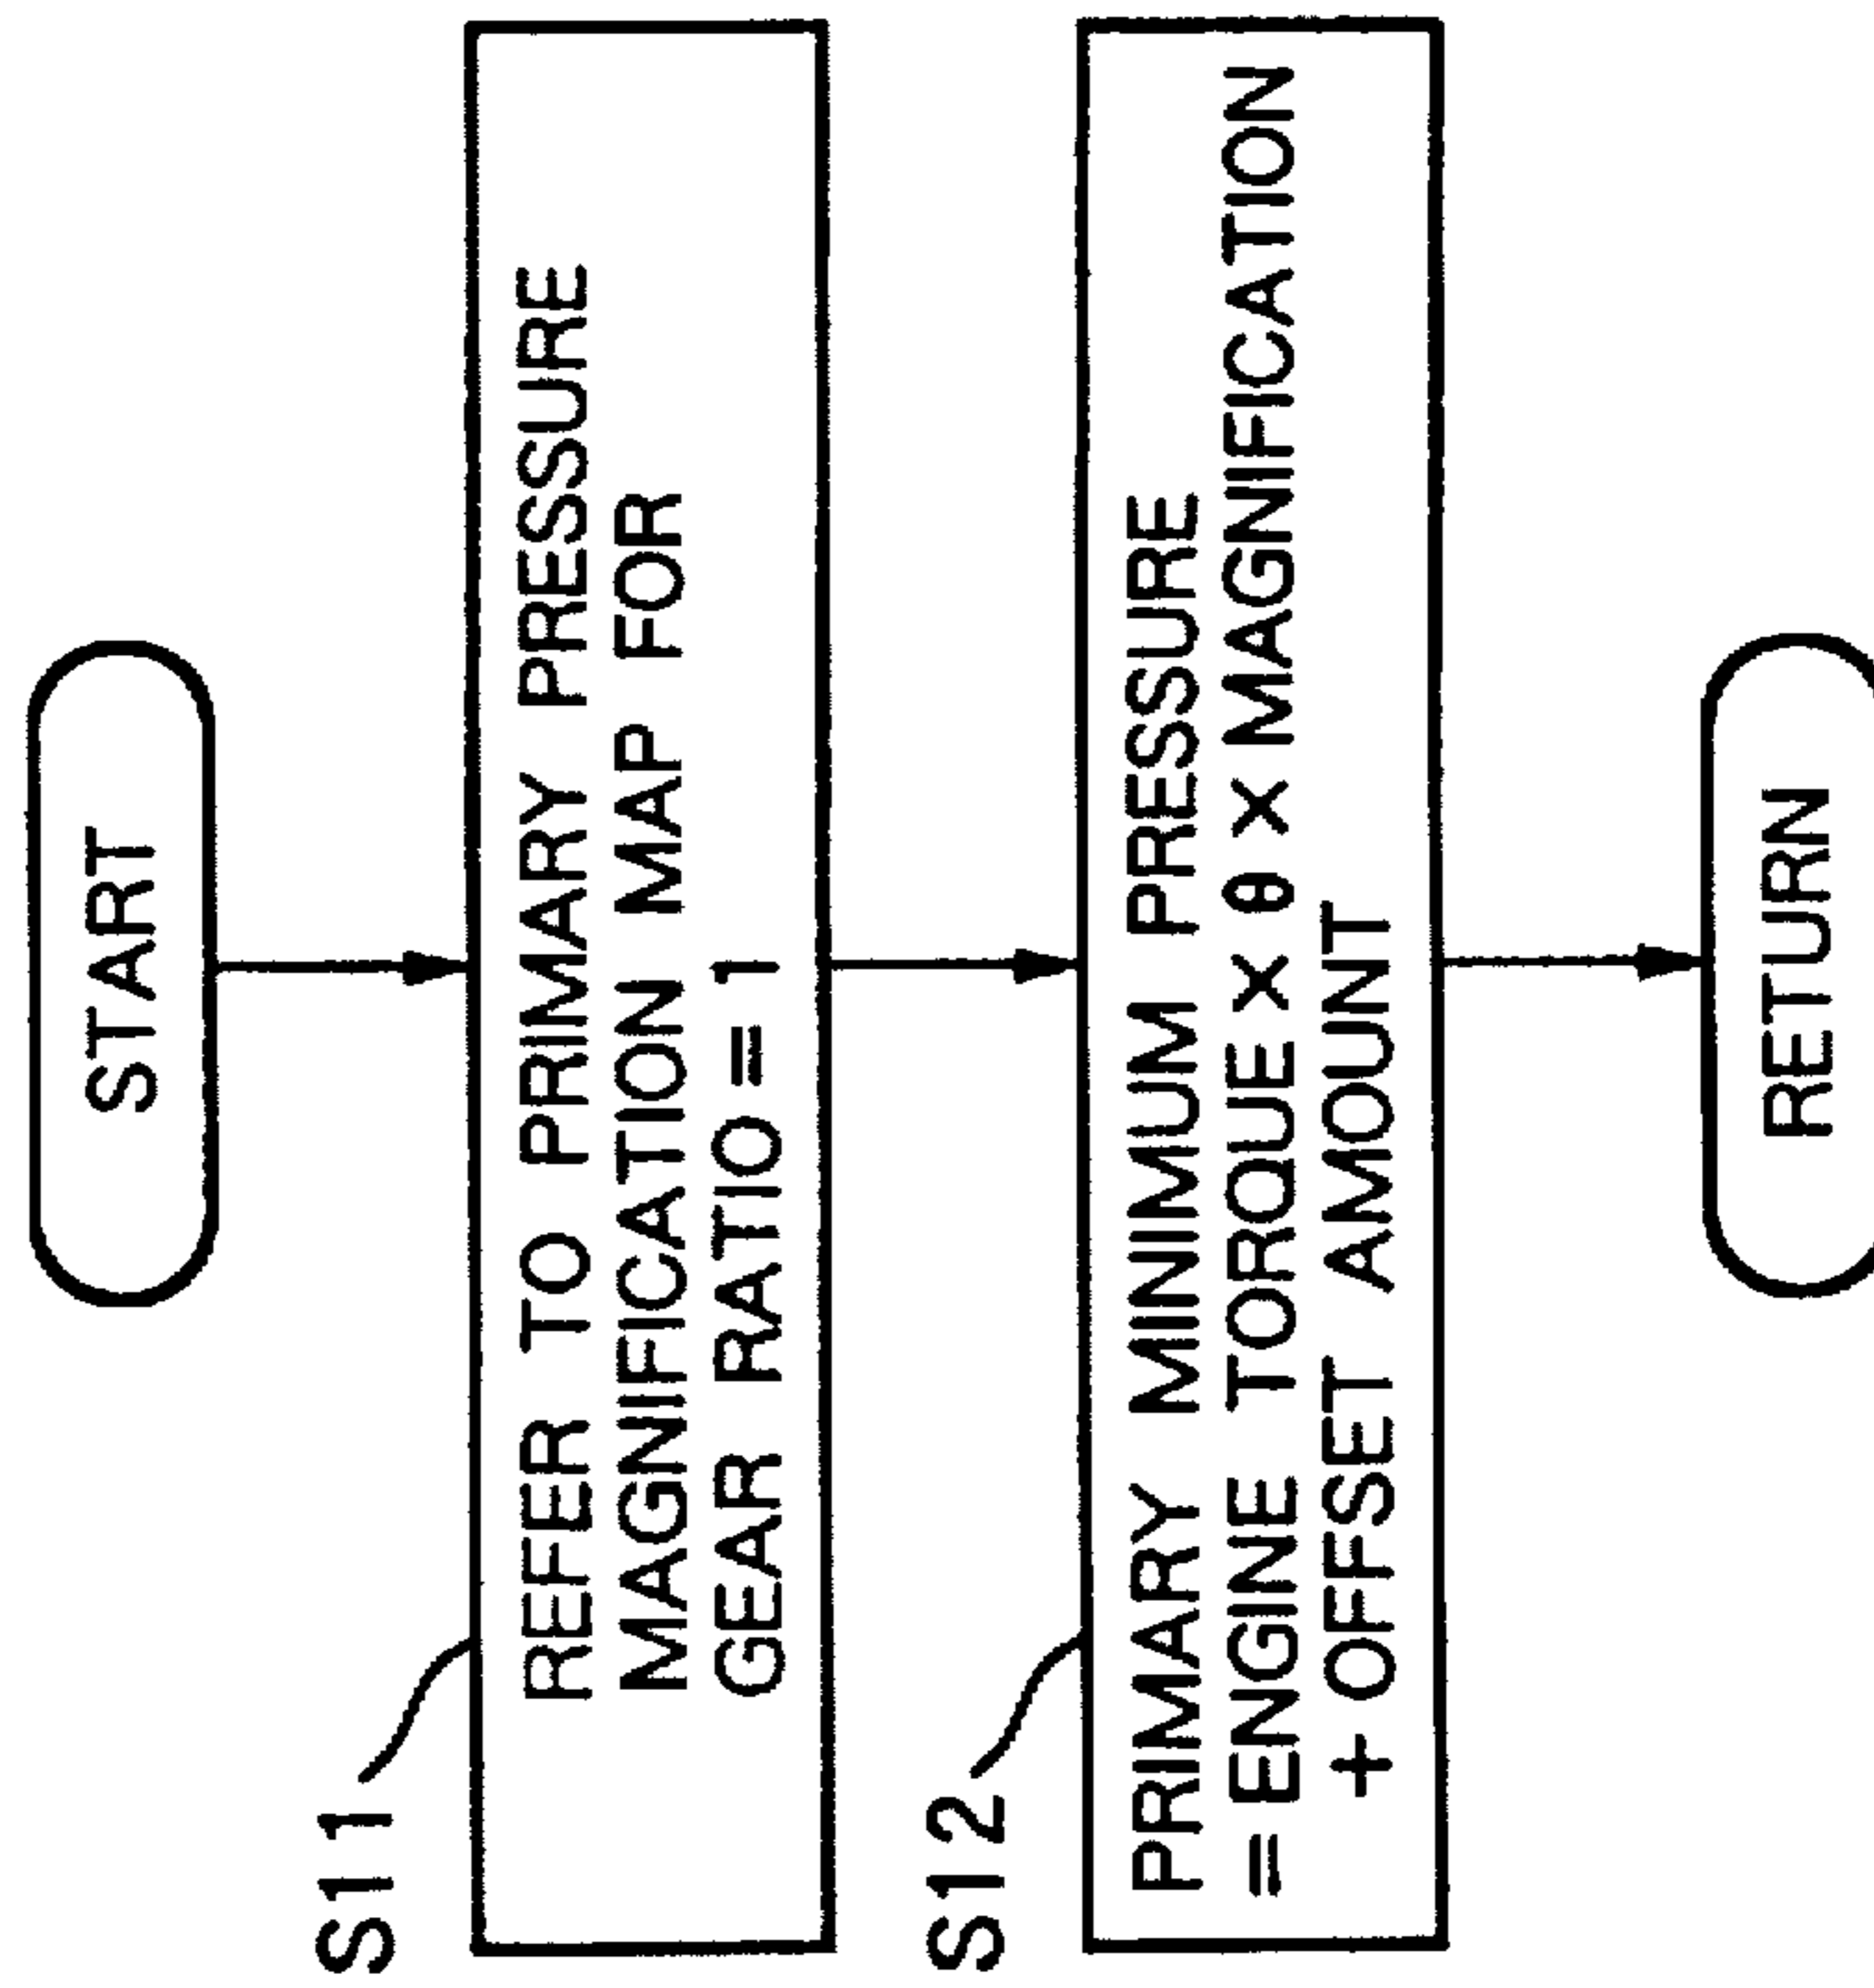 START
S11
REFER TO PRIMARY PRESSURE
MAGNIFICATION MAP FOR
GEAR RATIO = 1
S12
PRIMARY MINIMUM PRESSURE
= ENGINE TORQUE × θ × MAGNIFICATION
+ OFFSET AMOUNT
RETURN